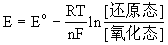 E = E° - RT/nF ln [还原态]/[氧化态]